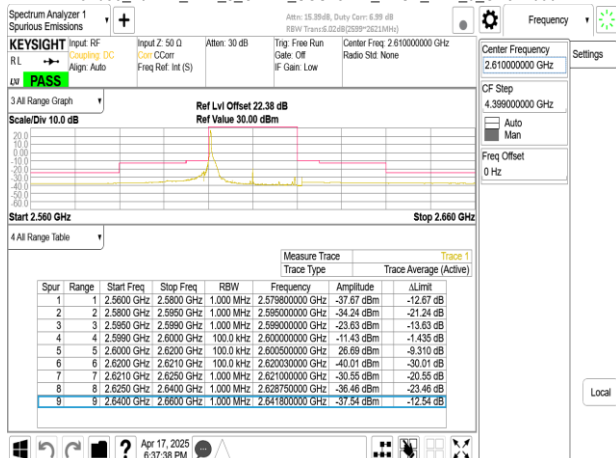 Spectrum Analyzer 1
Spurious Emissions
Attn: 15.39dB, Duty Corr: 6.99 dB
RBW Trans:6.02dB(2599~2621MHz)
Frequency
KEYSIGHT
Input: RF
Coupling: DC
Align: Auto
Input Z: 50 Ω
Corr CCorr
Freq Ref: Int (S)
Atten: 30 dB
Trig: Free Run
Gate: Off
IF Gain: Low
Center Freq: 2.610000000 GHz
Radio Std: None
RL
LXI
PASS
Center Frequency
2.610000000 GHz
Settings
CF Step
4.399000000 GHz
Auto
Man
Freq Offset
0 Hz
3 All Range Graph
Scale/Div 10.0 dB
Ref Lvl Offset 22.38 dB
Ref Value 30.00 dBm
20.0
10.0
0.00
-10.0
-20.0
-30.0
-40.0
-50.0
-60.0
Start 2.560 GHz
Stop 2.660 GHz
4 All Range Table
Measure Trace Trace 1
Trace Type Trace Average (Active)
Spur Range Start Freq Stop Freq RBW Frequency Amplitude ΔLimit
1 1 2.5600 GHz 2.5800 GHz 1.000 MHz 2.579800000 GHz -37.67 dBm -12.67 dB
2 2 2.5800 GHz 2.5950 GHz 1.000 MHz 2.595000000 GHz -34.24 dBm -21.24 dB
3 3 2.5950 GHz 2.5990 GHz 1.000 MHz 2.599000000 GHz -23.63 dBm -13.63 dB
4 4 2.5990 GHz 2.6000 GHz 100.0 kHz 2.600000000 GHz -11.43 dBm -1.435 dB
5 5 2.6000 GHz 2.6200 GHz 100.0 kHz 2.600500000 GHz 26.69 dBm -9.310 dB
6 6 2.6200 GHz 2.6210 GHz 100.0 kHz 2.620030000 GHz -40.01 dBm -30.01 dB
7 7 2.6210 GHz 2.6250 GHz 1.000 MHz 2.621000000 GHz -30.55 dBm -20.55 dB
8 8 2.6250 GHz 2.6400 GHz 1.000 MHz 2.628750000 GHz -36.46 dBm -23.46 dB
9 9 2.6400 GHz 2.6600 GHz 1.000 MHz 2.641800000 GHz -37.54 dBm -12.54 dB
Local
Apr 17, 2025
6:37:38 PM